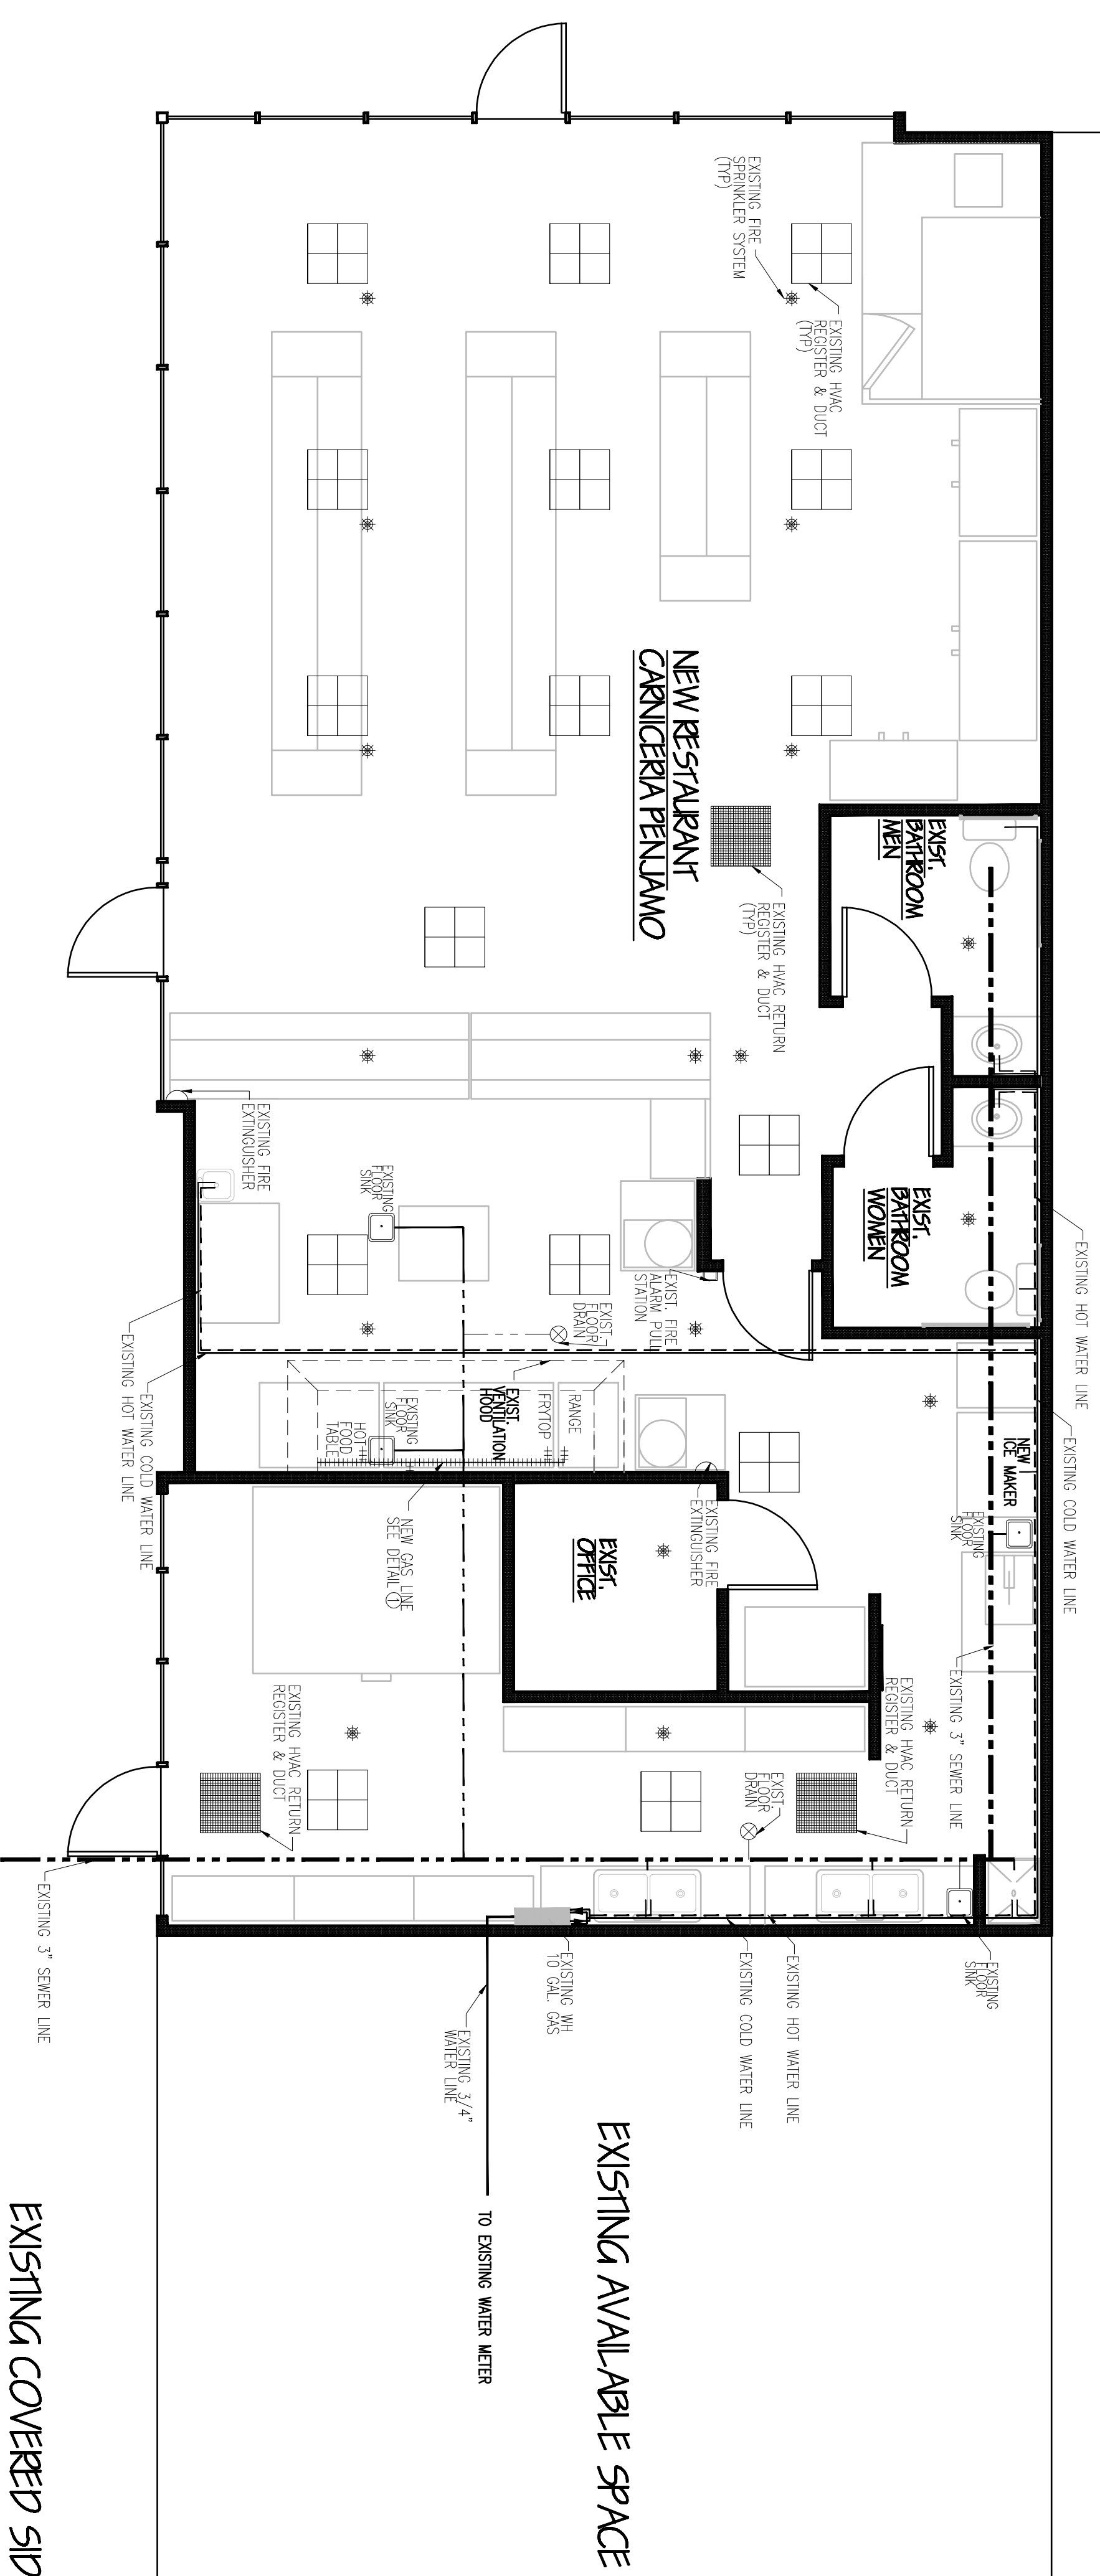 EXISTING FIRE
SPRINKLER SYSTEM
(TYP)
EXISTING HVAC
REGISTER & DUCT
(TYP)
NEW RESTAURANT
CARNICERIA PENJAMO
EXISTING HVAC RETURN
REGISTER & DUCT
(TYP)
EXIST.
BATHROOM
MEN
EXIST.
BATHROOM
WOMEN
EXISTING HOT WATER LINE
EXISTING COLD WATER LINE
EXISTING FIRE
EXTINGUISHER
EXISTING
FLOOR
SINK
EXIST. FIRE
ALARM PULL
STATION
EXIST.
FLOOR
DRAIN
EXISTING COLD WATER LINE
EXISTING HOT WATER LINE
EXIST.
VENTILATION
HOOD
RANGE
FRYTOP
EXISTING
FLOOR
SINK
HOT
FOOD
TABLE
NEW GAS LINE
SEE DETAIL 1
EXISTING FIRE
EXTINGUISHER
EXIST.
OFFICE
NEW
ICE MAKER
EXISTING
FLOOR
SINK
EXISTING 3" SEWER LINE
EXISTING HVAC RETURN
REGISTER & DUCT
EXISTING HVAC RETURN
REGISTER & DUCT
EXIST.
FLOOR
DRAIN
EXISTING
FLOOR
SINK
EXISTING HOT WATER LINE
EXISTING COLD WATER LINE
EXISTING WH
10 GAL. GAS
EXISTING 3/4"
WATER LINE
EXISTING 3" SEWER LINE
TO EXISTING WATER METER
EXISTING AVAILABLE SPACE
EXISTING COVERED SID